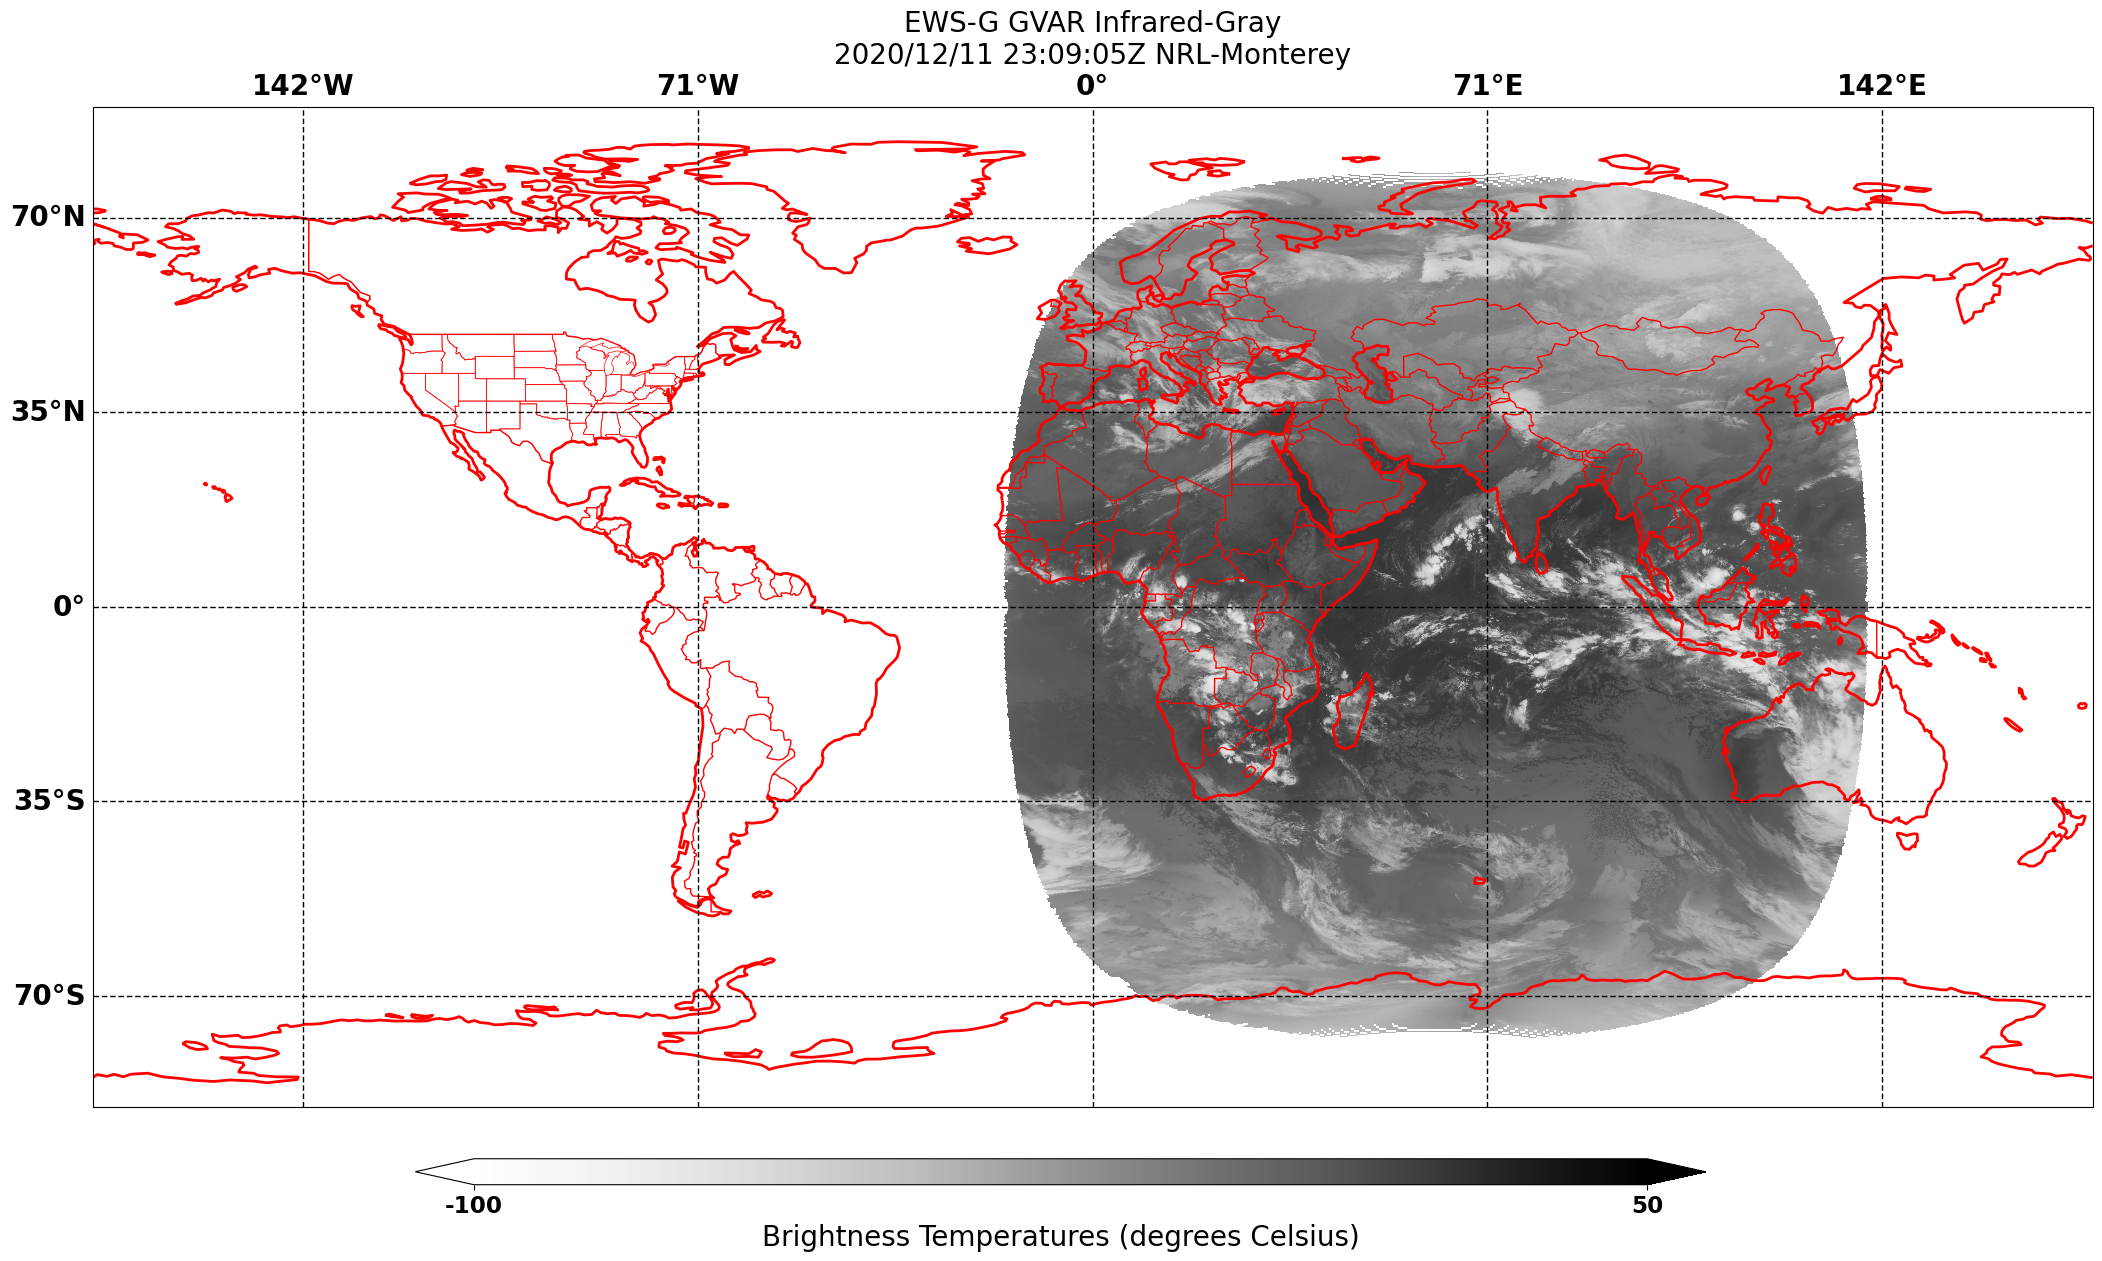 EWS-G GVAR Infrared-Gray
2020/12/11 23:09:05Z NRL-Monterey
142°W 71°W 0° 71°E 142°E
70°N
35°N
0°
35°S
70°S
-100 50
Brightness Temperatures (degrees Celsius)